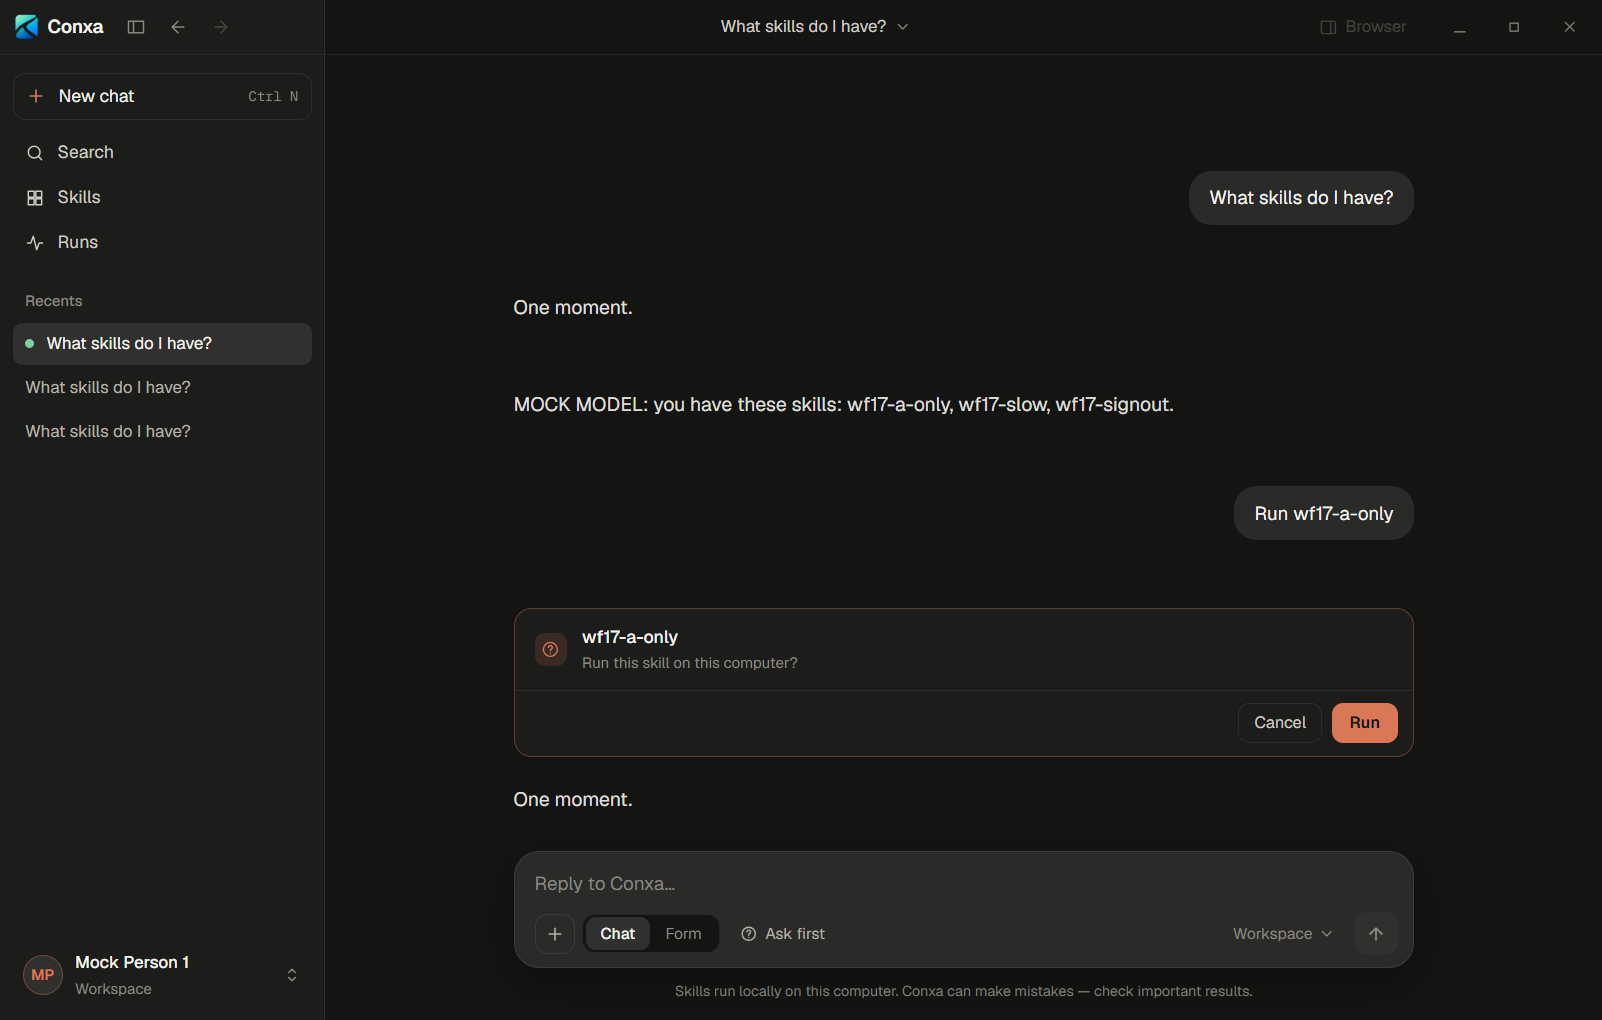 Conxa
What skills do I have?
Browser
New chat
Ctrl N
Search
Skills
Runs
Recents
What skills do I have?
What skills do I have?
What skills do I have?
What skills do I have?
One moment.
MOCK MODEL: you have these skills: wf17-a-only, wf17-slow, wf17-signout.
Run wf17-a-only
wf17-a-only
Run this skill on this computer?
Cancel
Run
One moment.
Reply to Conxa...
Chat
Form
Ask first
Workspace
MP
Mock Person 1
Workspace
Skills run locally on this computer. Conxa can make mistakes — check important results.